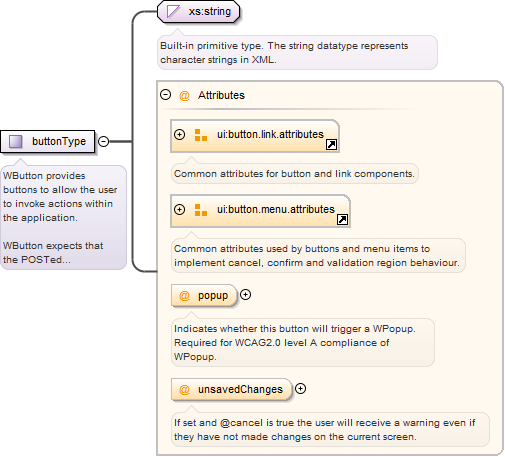 xs:string
Built-in primitive type. The string datatype represents
character strings in XML.
buttonType
WButton provides
buttons to allow the user
to invoke actions within
the application.
WButton expects that
the POSTed...
@ Attributes
ui:button.link.attributes
Common attributes for button and link components.
ui:button.menu.attributes
Common attributes used by buttons and menu items to
implement cancel, confirm and validation region behaviour.
@ popup
Indicates whether this button will trigger a WPopup.
Required for WCAG2.0 level A compliance of
WPopup.
@ unsavedChanges
If set and @cancel is true the user will receive a warning even if
they have not made changes on the current screen.